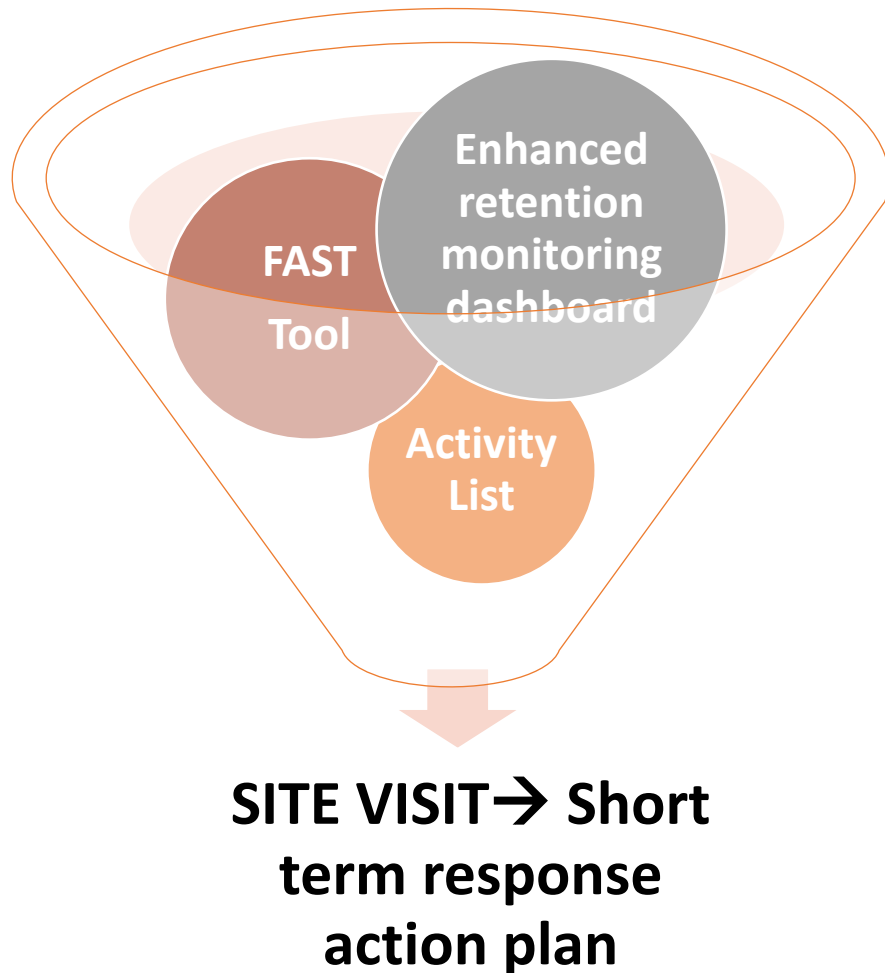 Enhanced
retention
monitoring
dashboard
FAST
Tool
Activity
List
SITE VISIT→ Short
term response
action plan